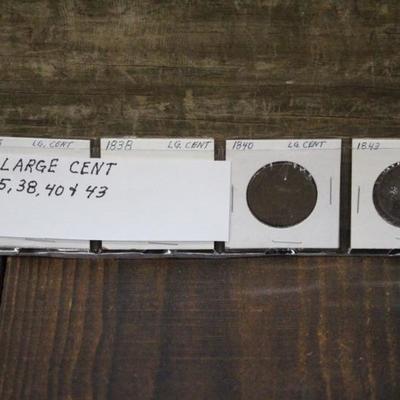 LG. CENT
1838 LG. CENT
1840 LG CENT
1843
LARGE CENT
5, 38, 40 & 43